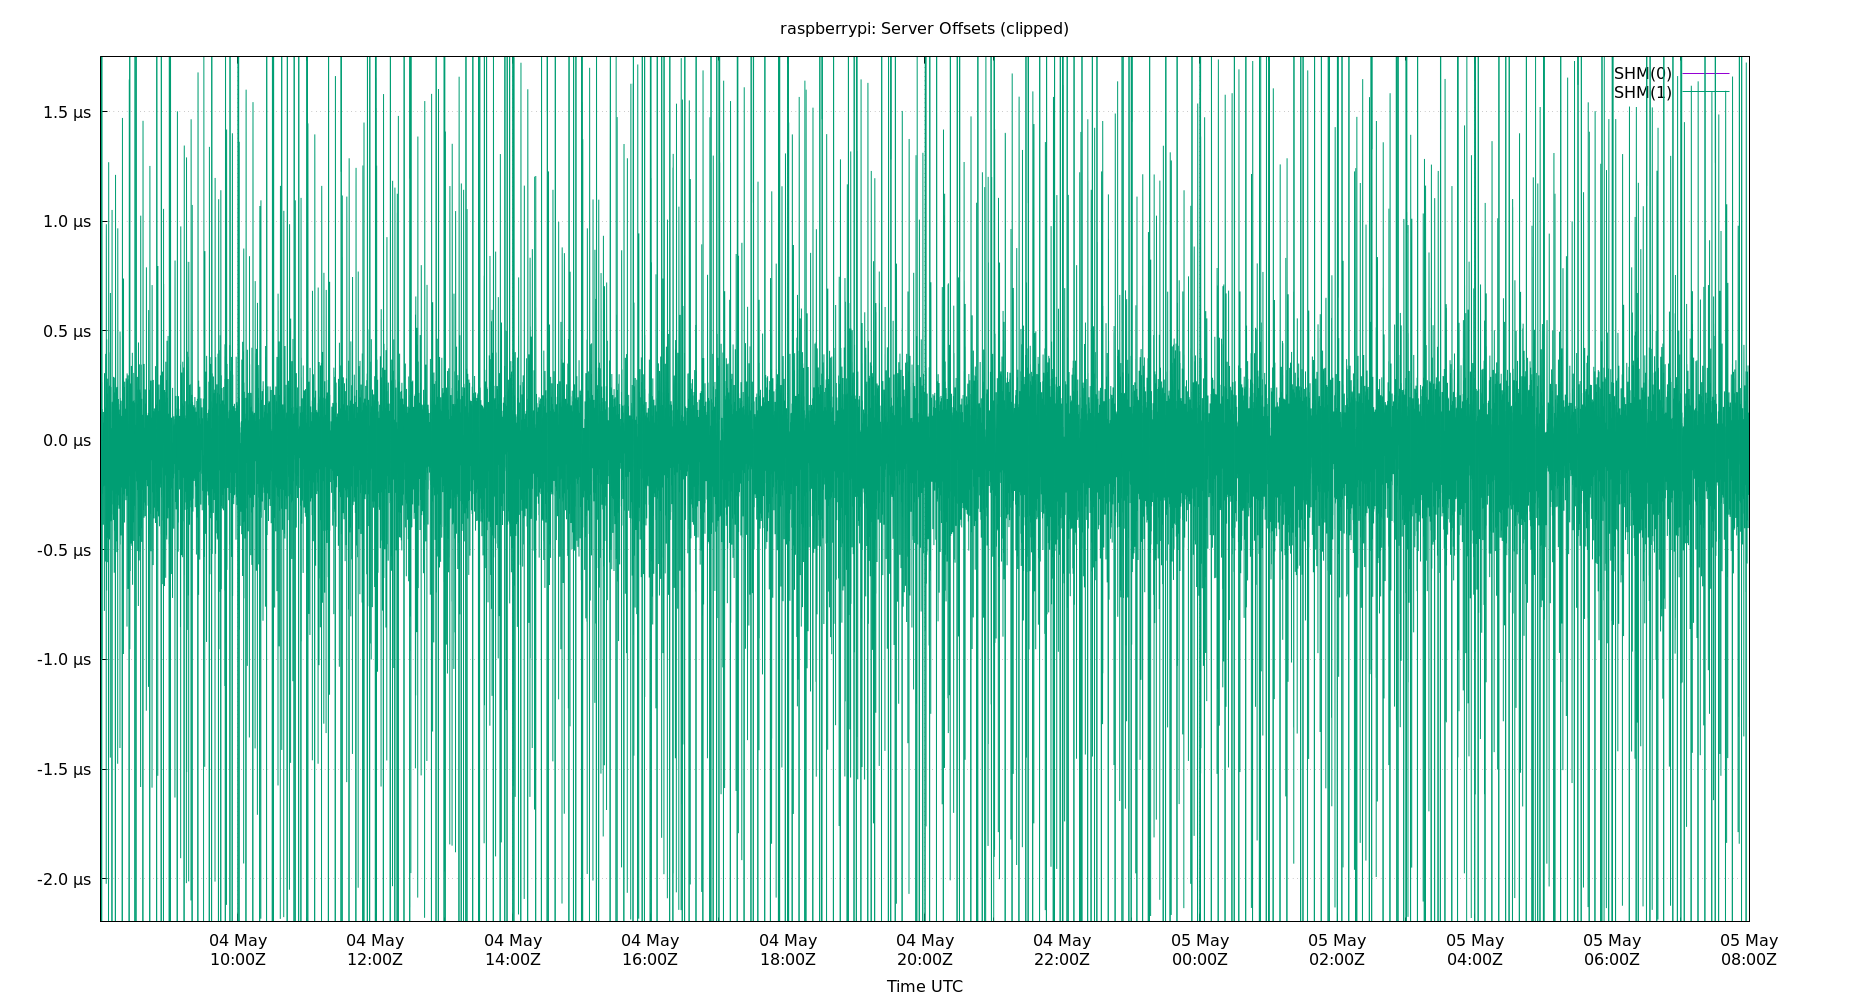 raspberrypi: Server Offsets (clipped)
SHM(0)
SHM(1)
1.5 µs
1.0 µs
0.5 µs
0.0 µs
-0.5 µs
-1.0 µs
-1.5 µs
-2.0 µs
04 May 04 May 04 May 04 May 04 May 04 May 04 May 05 May 05 May 05 May 05 May 05 May
10:00Z 12:00Z 14:00Z 16:00Z 18:00Z 20:00Z 22:00Z 00:00Z 02:00Z 04:00Z 06:00Z 08:00Z
Time UTC